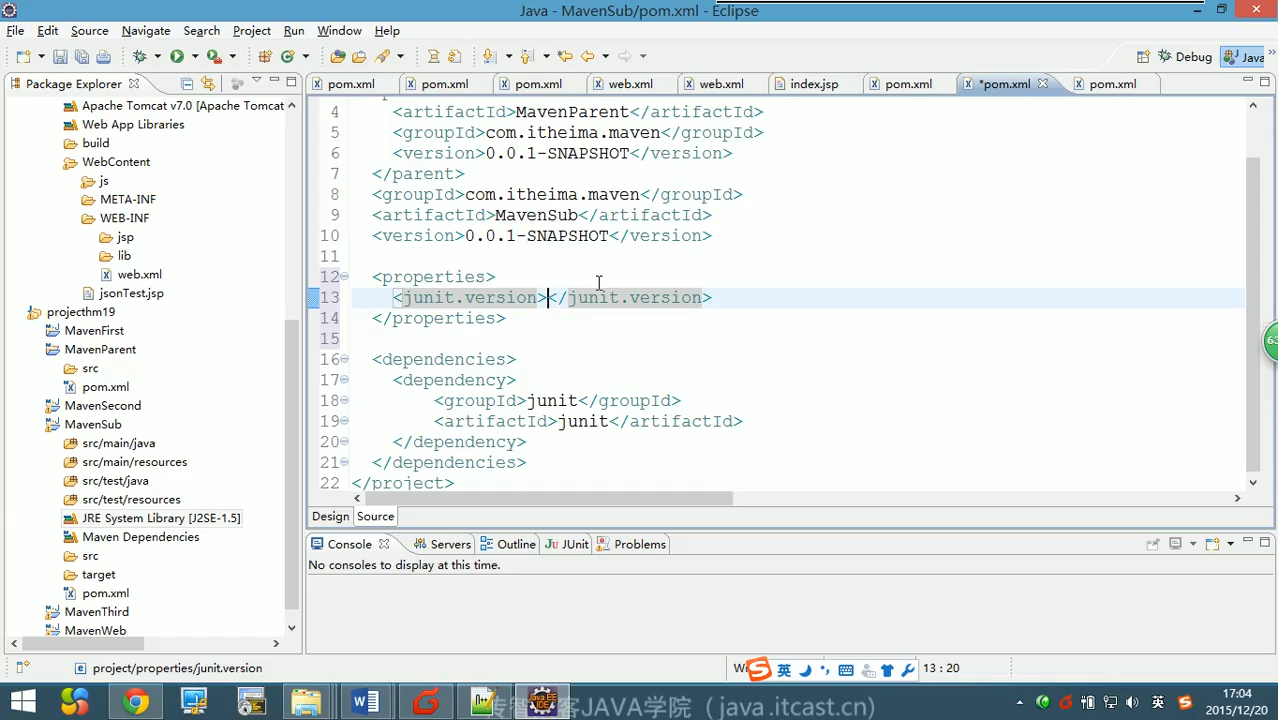 Java - MavenSub/pom.xml - Eclipse
File Edit Source Navigate Search Project Run Window Help
Debug Java
Package Explorer
pom.xml pom.xml pom.xml web.xml web.xml index.jsp pom.xml *pom.xml pom.xml
Apache Tomcat v7.0 [Apache Tomcat
Web App Libraries
build
WebContent
js
META-INF
WEB-INF
jsp
lib
web.xml
jsonTest.jsp
projecthm19
MavenFirst
MavenParent
src
pom.xml
MavenSecond
MavenSub
src/main/java
src/main/resources
src/test/java
src/test/resources
JRE System Library [J2SE-1.5]
Maven Dependencies
src
target
pom.xml
MavenThird
MavenWeb
4 <artifactId>MavenParent</artifactId>
5 <groupId>com.itheima.maven</groupId>
6 <version>0.0.1-SNAPSHOT</version>
7 </parent>
8 <groupId>com.itheima.maven</groupId>
9 <artifactId>MavenSub</artifactId>
10 <version>0.0.1-SNAPSHOT</version>
11
12 <properties>
13 <junit.version></junit.version>
14 </properties>
15
16 <dependencies>
17 <dependency>
18 <groupId>junit</groupId>
19 <artifactId>junit</artifactId>
20 </dependency>
21 </dependencies>
22 </project>
Design Source
Console Servers Outline JUnit Problems
No consoles to display at this time.
project/properties/junit.version
英
13 : 20
传智播客JAVA学院（java.itcast.cn）
英
17:04
2015/12/20